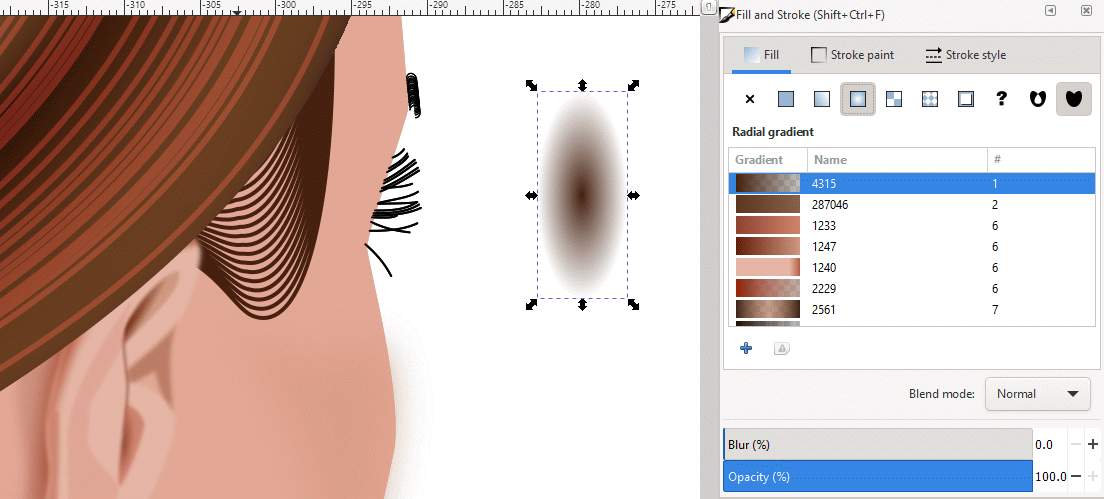 -315 -310 -305 -300 -295 -290 -285 -280 -275
Fill and Stroke (Shift+Ctrl+F)
Fill Stroke paint Stroke style
?
Radial gradient
Gradient Name #
4315 1
287046 2
1233 6
1247 6
1240 6
2229 6
2561 7
Blend mode: Normal
Blur (%) 0.0 − +
Opacity (%) 100.0 − +